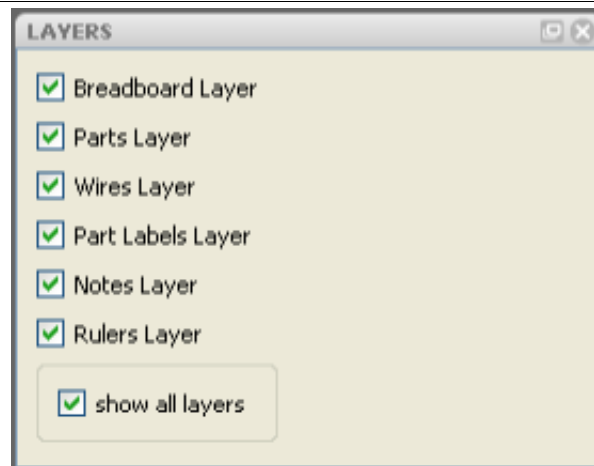 LAYERS
Breadboard Layer
Parts Layer
Wires Layer
Part Labels Layer
Notes Layer
Rulers Layer
show all layers